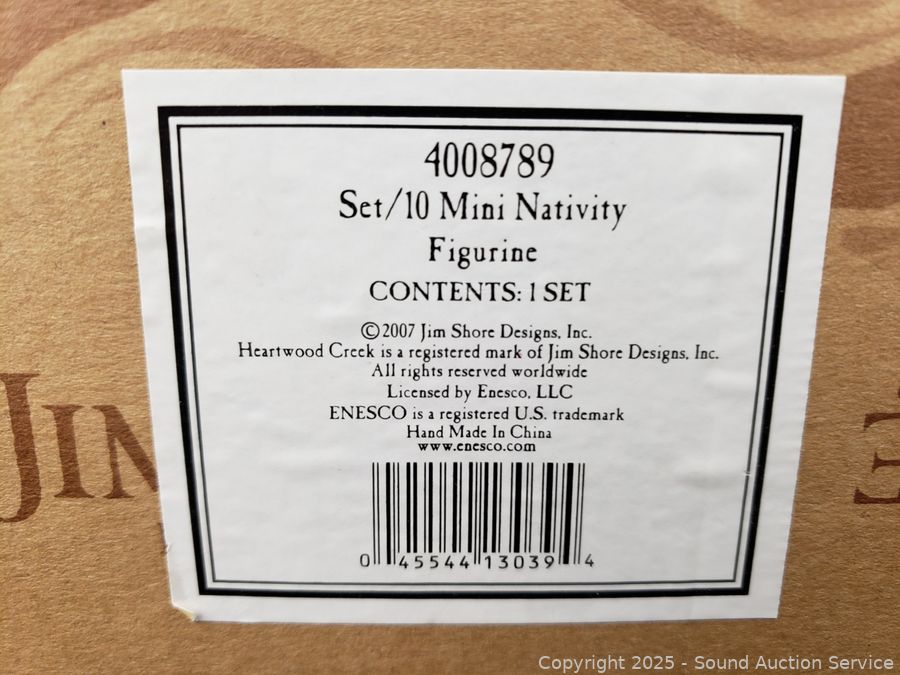 4008789
Set/10 Mini Nativity
Figurine
CONTENTS: 1 SET
©2007 Jim Shore Designs, Inc.
Heartwood Creek is a registered mark of Jim Shore Designs, Inc.
All rights reserved worldwide
Licensed by Enesco, LLC
ENESCO is a registered U.S. trademark
Hand Made In China
www.enesco.com
0 45544 13039 4
JIM
E
Copyright 2025 - Sound Auction Service